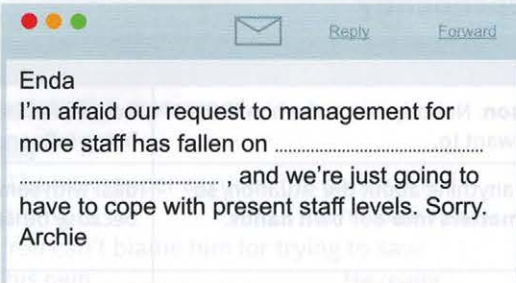 Reply Forward
Enda
I'm afraid our request to management for
more staff has fallen on ........................................
........................................ , and we're just going to
have to cope with present staff levels. Sorry.
Archie